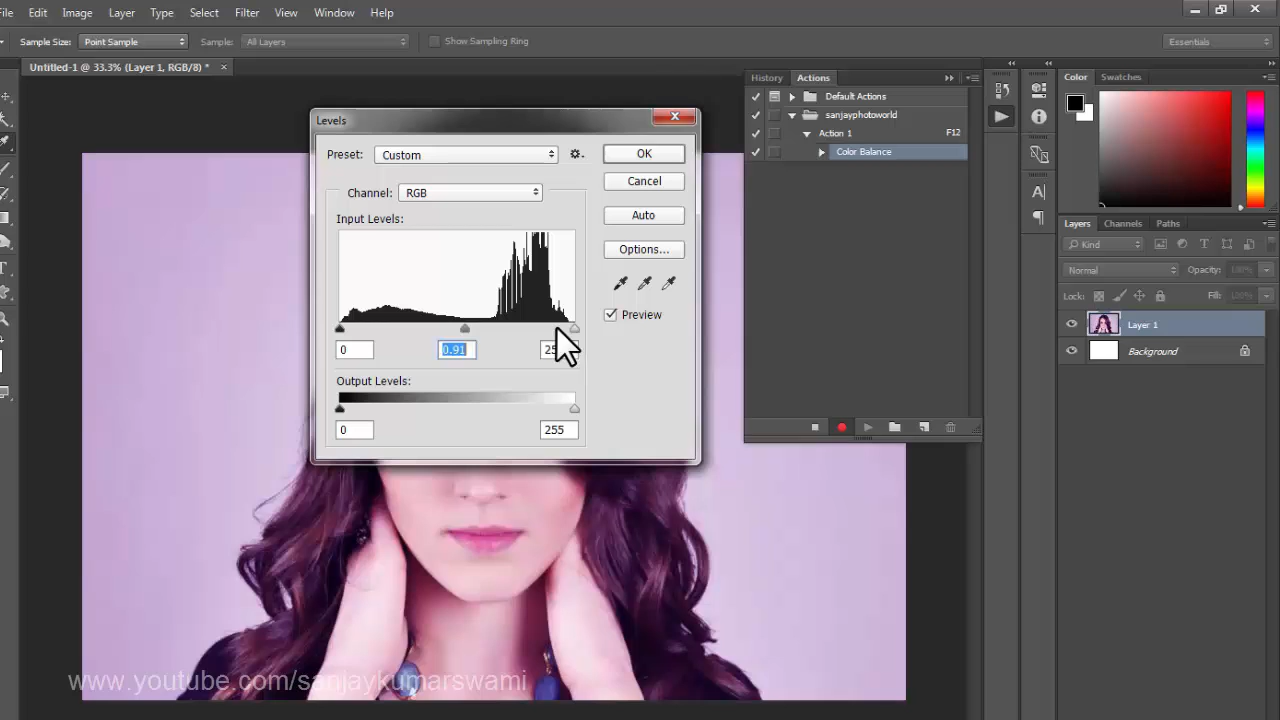 File Edit Image Layer Type Select Filter View Window Help
Sample Size: Point Sample Sample: All Layers Show Sampling Ring Essentials
Untitled-1 @ 33.3% (Layer 1, RGB/8) * ×
History Actions
Default Actions
sanjayphotoworld
Action 1 F12
Color Balance
Levels
Preset: Custom
OK
Channel: RGB
Cancel
Input Levels:
Auto
Options...
Preview
0 0.91
Output Levels:
0 255
Color Swatches
Layers Channels Paths
Kind
Normal Opacity: 100%
Lock: Fill: 100%
Layer 1
Background
www.youtube.com/sanjaykumarswami